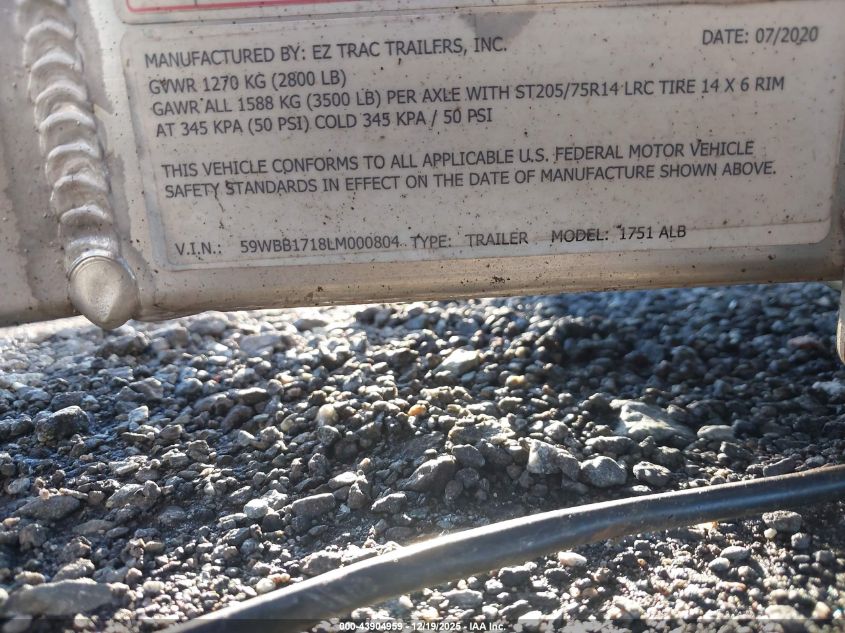 MANUFACTURED BY: EZ TRAC TRAILERS, INC. DATE: 07/2020
GVWR 1270 KG (2800 LB)
GAWR ALL 1588 KG (3500 LB) PER AXLE WITH ST205/75R14 LRC TIRE 14 X 6 RIM
AT 345 KPA (50 PSI) COLD 345 KPA / 50 PSI
THIS VEHICLE CONFORMS TO ALL APPLICABLE U.S. FEDERAL MOTOR VEHICLE
SAFETY STANDARDS IN EFFECT ON THE DATE OF MANUFACTURE SHOWN ABOVE.
V.I.N.: 59WBB1718LM000804 TYPE: TRAILER MODEL: 1751 ALB
000-43904959 - 12/19/2025 - IAA Inc.